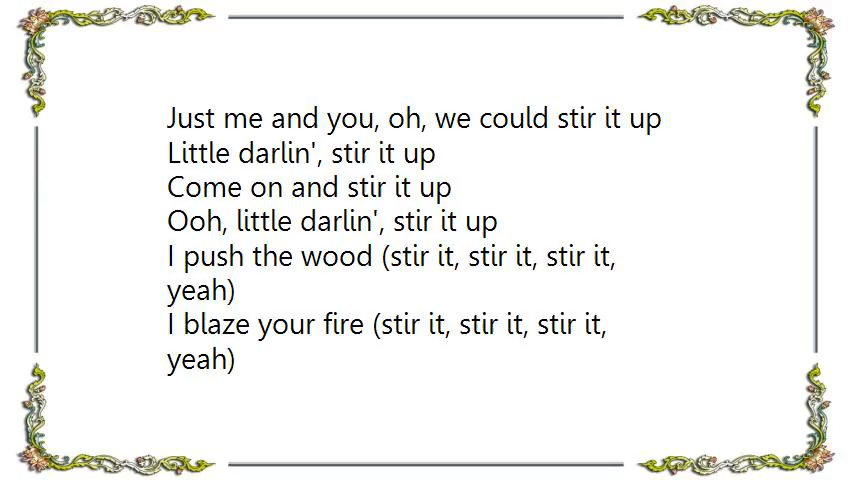 Just me and you, oh, we could stir it up
Little darlin', stir it up
Come on and stir it up
Ooh, little darlin', stir it up
I push the wood (stir it, stir it, stir it,
yeah)
I blaze your fire (stir it, stir it, stir it,
yeah)